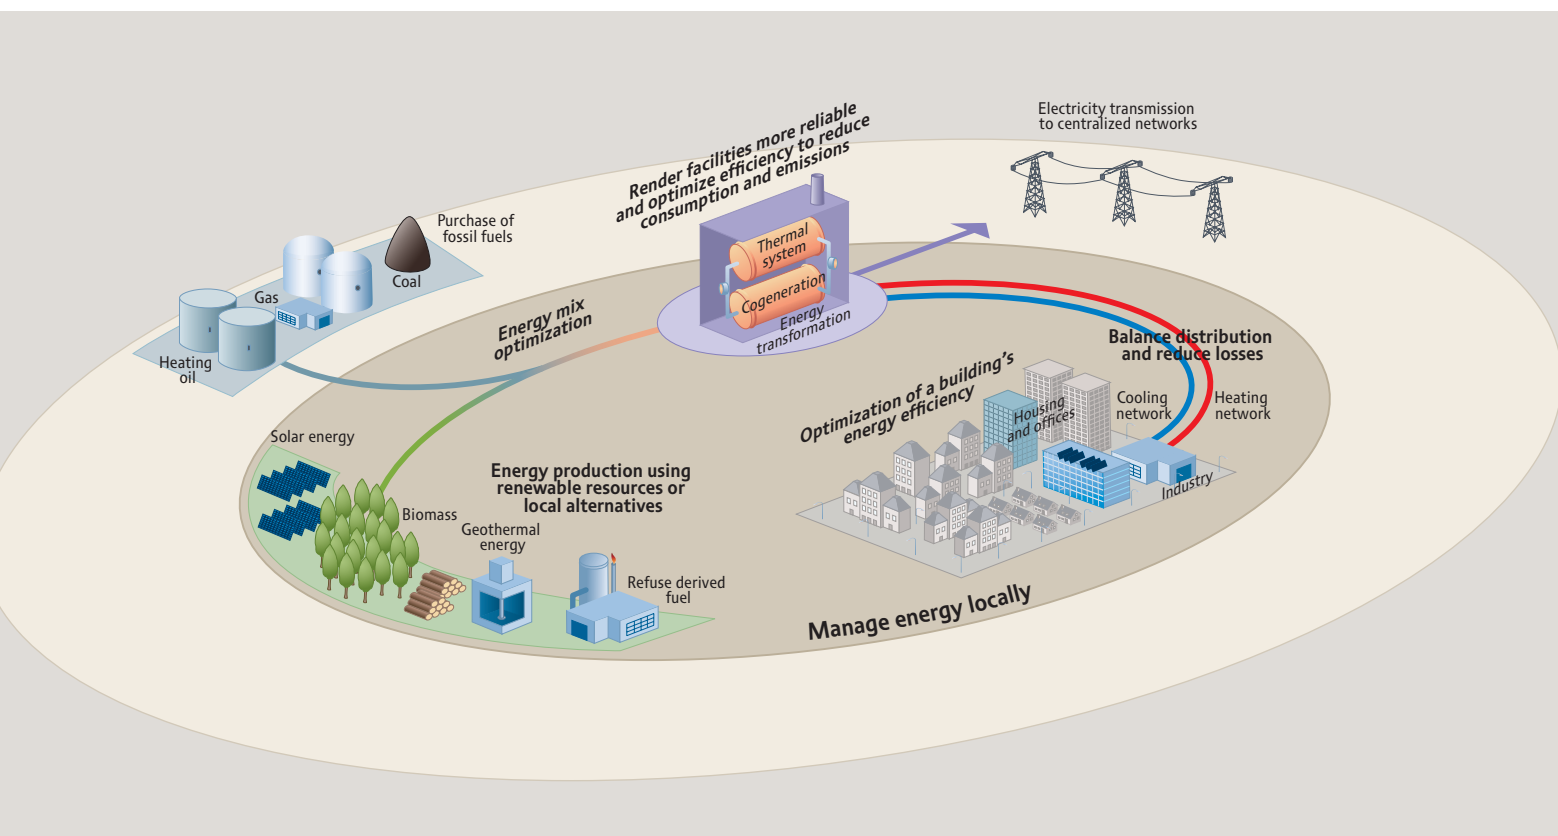 Electricity transmission
to centralized networks
Render facilities more reliable
and optimize efficiency to reduce
consumption and emissions
Purchase of
fossil fuels
Coal
Gas
Heating
oil
Thermal
system
Cogeneration
Energy
transformation
Energy mix
optimization
Balance distribution
and reduce losses
Cooling
network
Heating
network
Optimization of a building's
energy efficiency
Housing
and offices
Industry
Solar energy
Biomass
Energy production using
renewable resources or
local alternatives
Geothermal
energy
Refuse derived
fuel
Manage energy locally